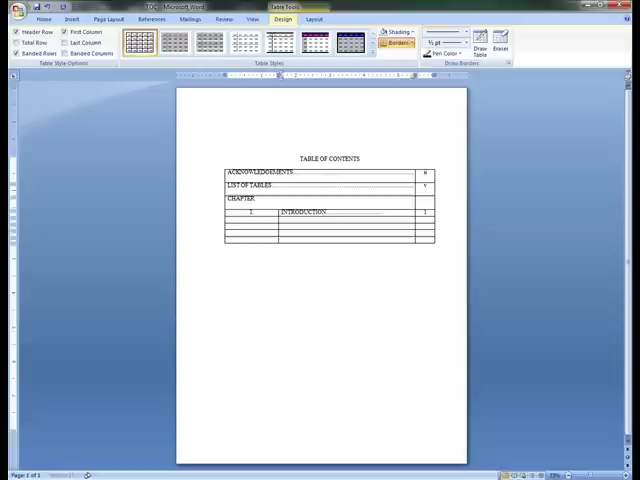 TOC - Microsoft Word
Table Tools
Home Insert Page Layout References Mailings Review View Design Layout
Header Row First Column
Total Row Last Column
Banded Rows Banded Columns
Table Style Options
Table Styles
Shading
Borders
½ pt
Pen Color
Draw Table
Eraser
Draw Borders
TABLE OF CONTENTS
ACKNOWLEDGEMENTS
LIST OF TABLES v
CHAPTER
INTRODUCTION 1
Page: 1 of 1